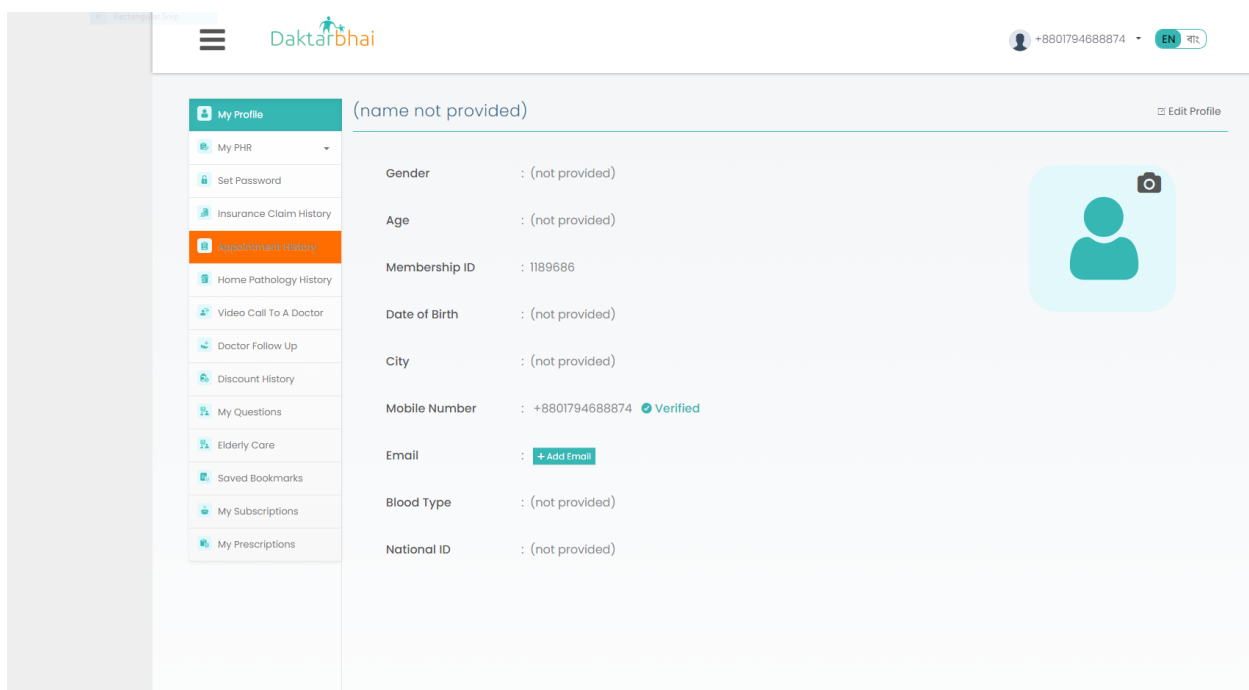 Rectangular Snip
Daktarbhai
+8801794688874
EN বাং
My Profile
My PHR
Set Password
Insurance Claim History
Appointment History
Home Pathology History
Video Call To A Doctor
Doctor Follow Up
Discount History
My Questions
Elderly Care
Saved Bookmarks
My Subscriptions
My Prescriptions
(name not provided)
Edit Profile
Gender : (not provided)
Age : (not provided)
Membership ID : 1189686
Date of Birth : (not provided)
City : (not provided)
Mobile Number : +8801794688874 Verified
Email : + Add Email
Blood Type : (not provided)
National ID : (not provided)